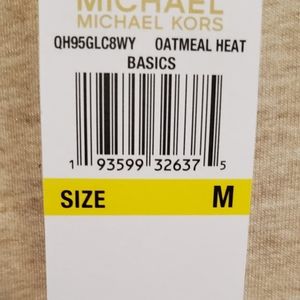 MICHAEL
MICHAEL KORS
QH95GLC8WY OATMEAL HEAT
BASICS
1 93599 32637 5
SIZE M